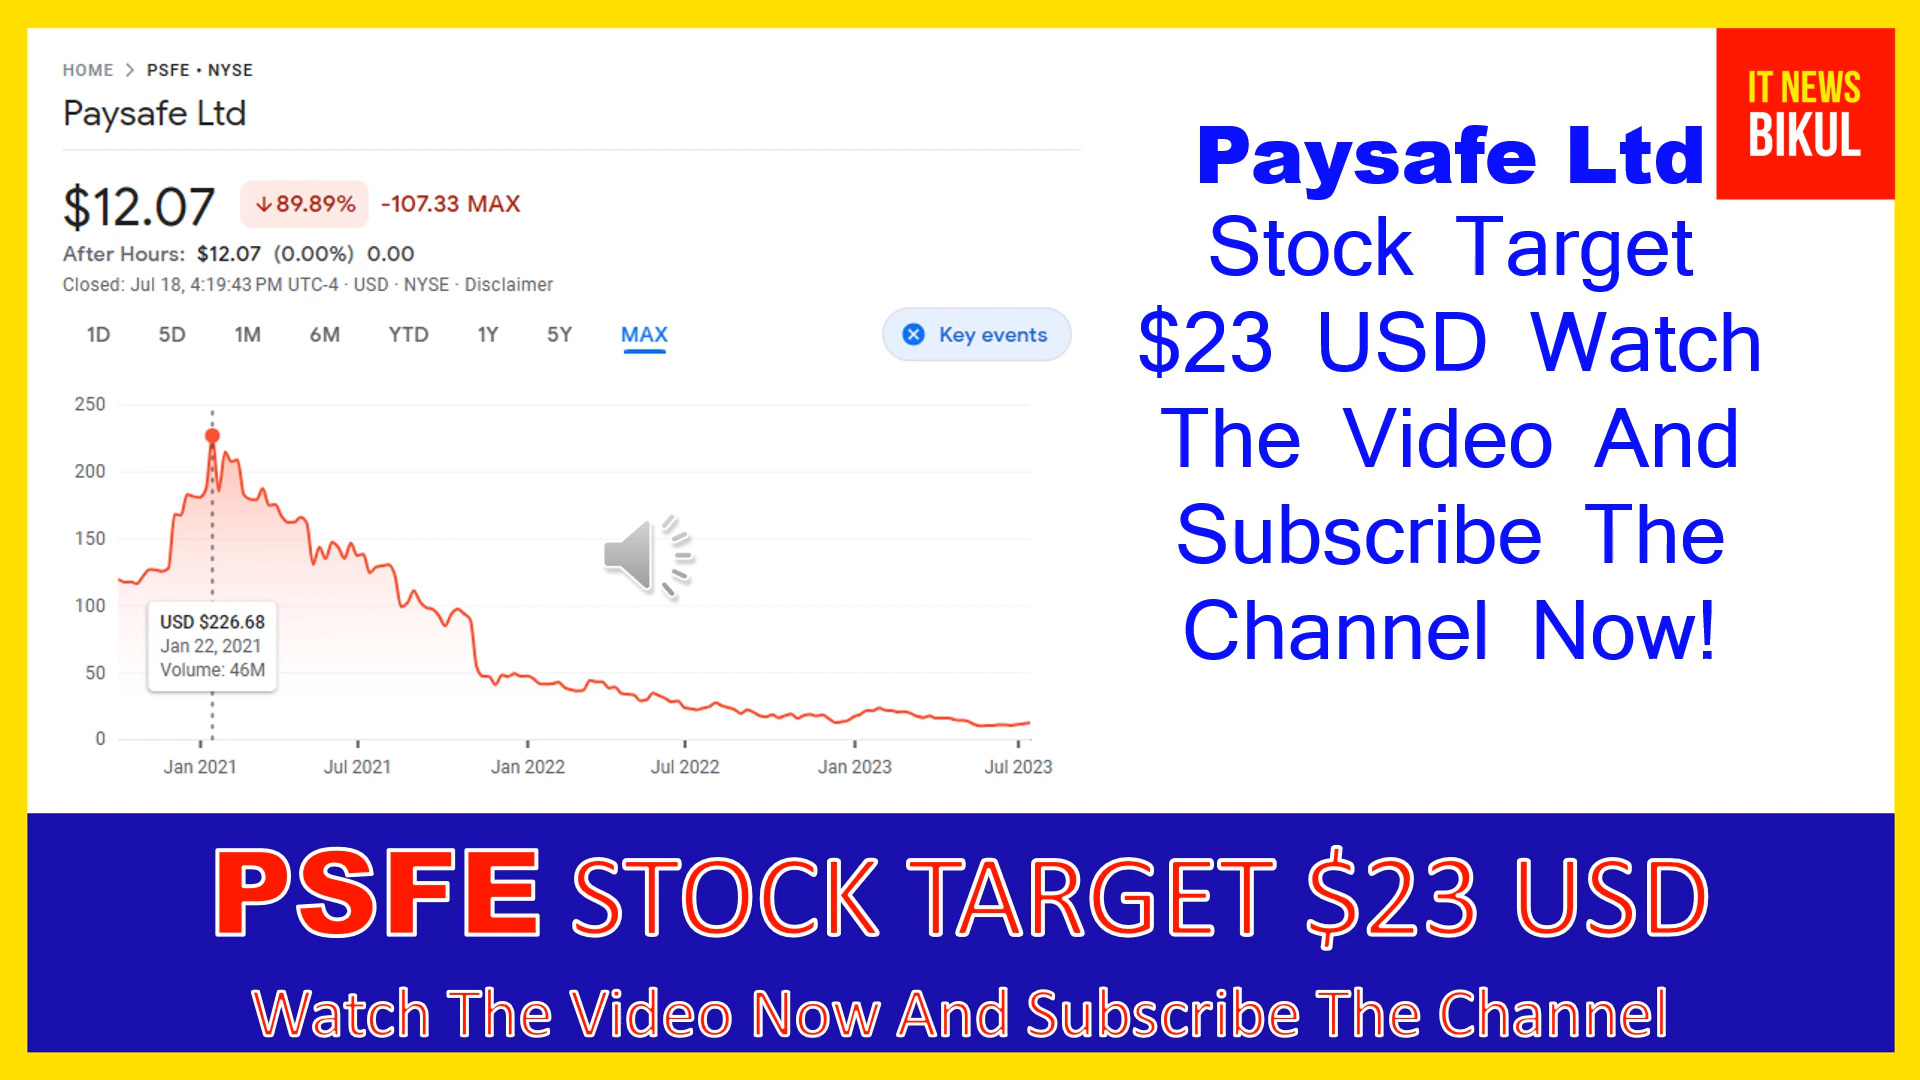 HOME > PSFE • NYSE
Paysafe Ltd
$12.07 ↓89.89% -107.33 MAX
After Hours: $12.07 (0.00%) 0.00
Closed: Jul 18, 4:19:43 PM UTC-4 · USD · NYSE · Disclaimer
1D 5D 1M 6M YTD 1Y 5Y MAX Key events
250
200
150
100
50
0
USD $226.68
Jan 22, 2021
Volume: 46M
Jan 2021 Jul 2021 Jan 2022 Jul 2022 Jan 2023 Jul 2023
IT NEWS
BIKUL
Paysafe Ltd
Stock Target
$23 USD Watch
The Video And
Subscribe The
Channel Now!
PSFE STOCK TARGET $23 USD
Watch The Video Now And Subscribe The Channel